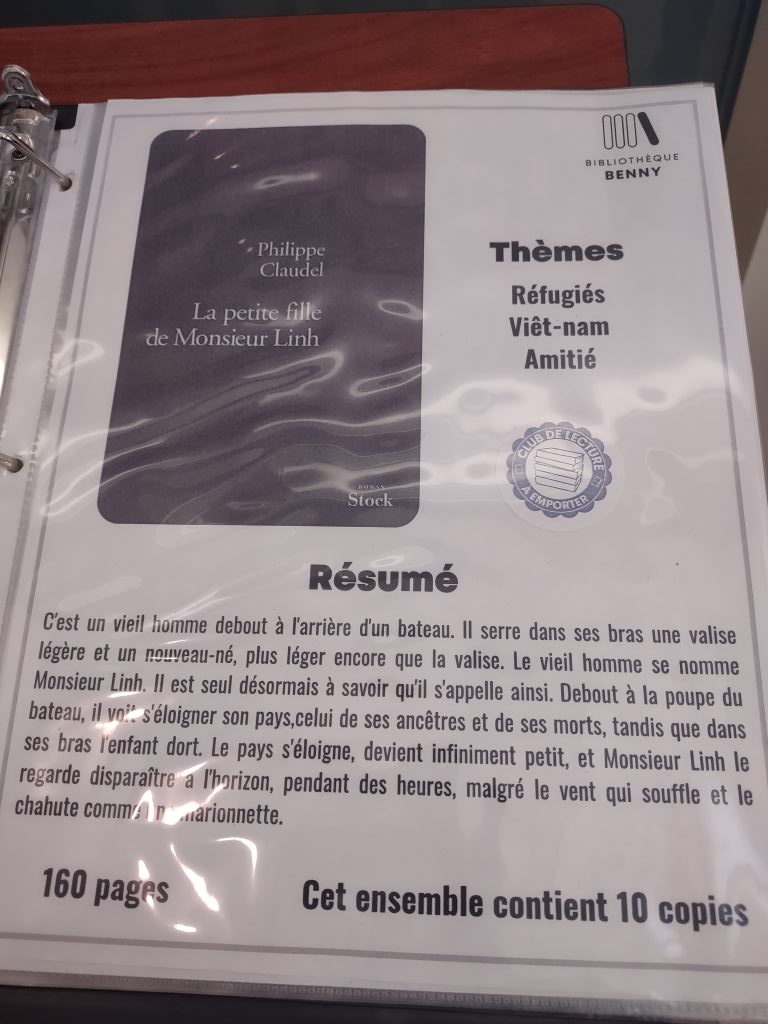 BIBLIOTHÈQUE
BENNY
Philippe
Claudel
La petite fille
de Monsieur Linh
ROMAN
Stock
Thèmes
Réfugiés
Viêt-nam
Amitié
CLUB DE LECTURE
À EMPORTER
Résumé
C'est un vieil homme debout à l'arrière d'un bateau. Il serre dans ses bras une valise
légère et un nouveau-né, plus léger encore que la valise. Le vieil homme se nomme
Monsieur Linh. Il est seul désormais à savoir qu'il s'appelle ainsi. Debout à la poupe du
bateau, il voit s'éloigner son pays,celui de ses ancêtres et de ses morts, tandis que dans
ses bras l'enfant dort. Le pays s'éloigne, devient infiniment petit, et Monsieur Linh le
regarde disparaître à l'horizon, pendant des heures, malgré le vent qui souffle et le
chahute comme une marionnette.
160 pages
Cet ensemble contient 10 copies